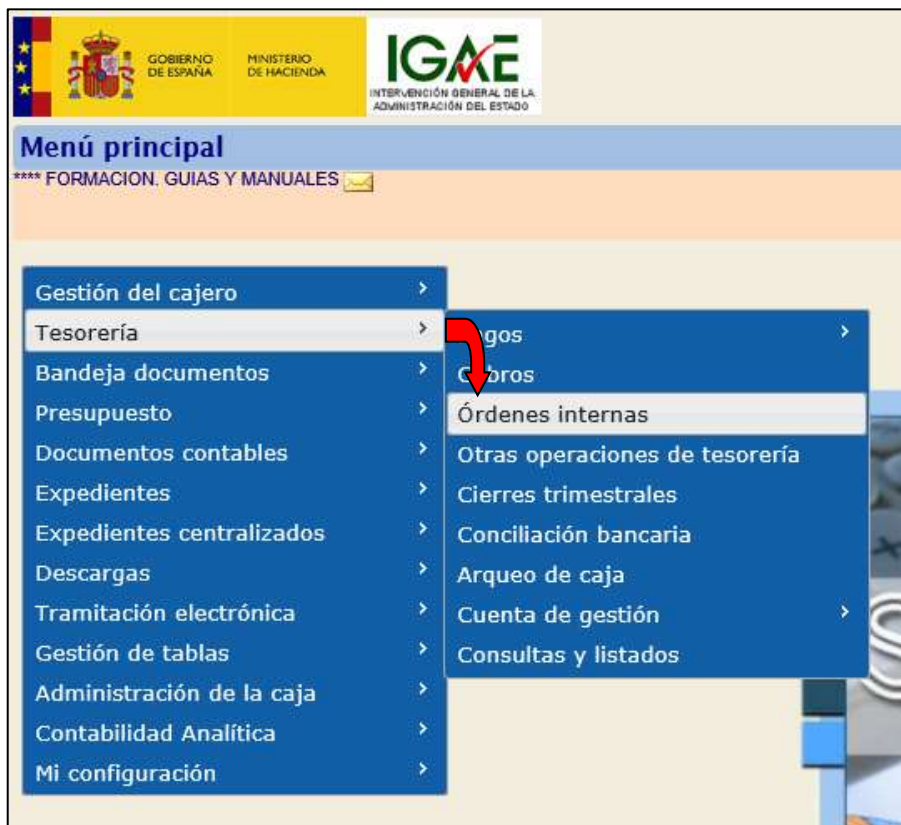 GOBIERNO
DE ESPAÑA
MINISTERIO
DE HACIENDA
IGAE
INTERVENCIÓN GENERAL DE LA
ADMINISTRACIÓN DEL ESTADO
Menú principal
**** FORMACION. GUIAS Y MANUALES
Gestión del cajero
Tesorería
Bandeja documentos
Presupuesto
Documentos contables
Expedientes
Expedientes centralizados
Descargas
Tramitación electrónica
Gestión de tablas
Administración de la caja
Contabilidad Analítica
Mi configuración
Órdenes internas
Otras operaciones de tesorería
Cierres trimestrales
Conciliación bancaria
Arqueo de caja
Cuenta de gestión
Consultas y listados